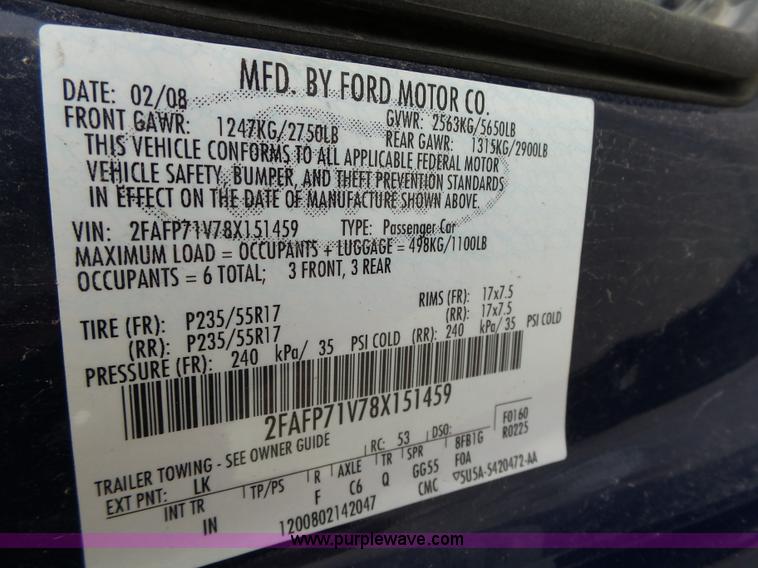 MFD. BY FORD MOTOR CO.
DATE: 02/08 GVWR: 2563KG/5650LB
FRONT GAWR: 1247KG/2750LB REAR GAWR: 1315KG/2900LB
THIS VEHICLE CONFORMS TO ALL APPLICABLE FEDERAL MOTOR
VEHICLE SAFETY, BUMPER, AND THEFT PREVENTION STANDARDS
IN EFFECT ON THE DATE OF MANUFACTURE SHOWN ABOVE.
VIN: 2FAFP71V78X151459 TYPE: Passenger Car
MAXIMUM LOAD = OCCUPANTS + LUGGAGE = 498KG/1100LB
OCCUPANTS = 6 TOTAL; 3 FRONT, 3 REAR
TIRE (FR): P235/55R17 RIMS (FR): 17x7.5
(RR): P235/55R17 (RR): 17x7.5
PRESSURE (FR): 240 kPa/ 35 PSI COLD (RR): 240 kPa/ 35 PSI COLD
2FAFP71V78X151459
TRAILER TOWING - SEE OWNER GUIDE RC: 53 DSO: F0160
EXT PNT: LK R0225
INT TR TP/PS R AXLE TR SPR 8FB1G
IN F C6 Q GG55 FOA
1200802142047 CMC ▽5U5A-5420472-AA
www.purplewave.com